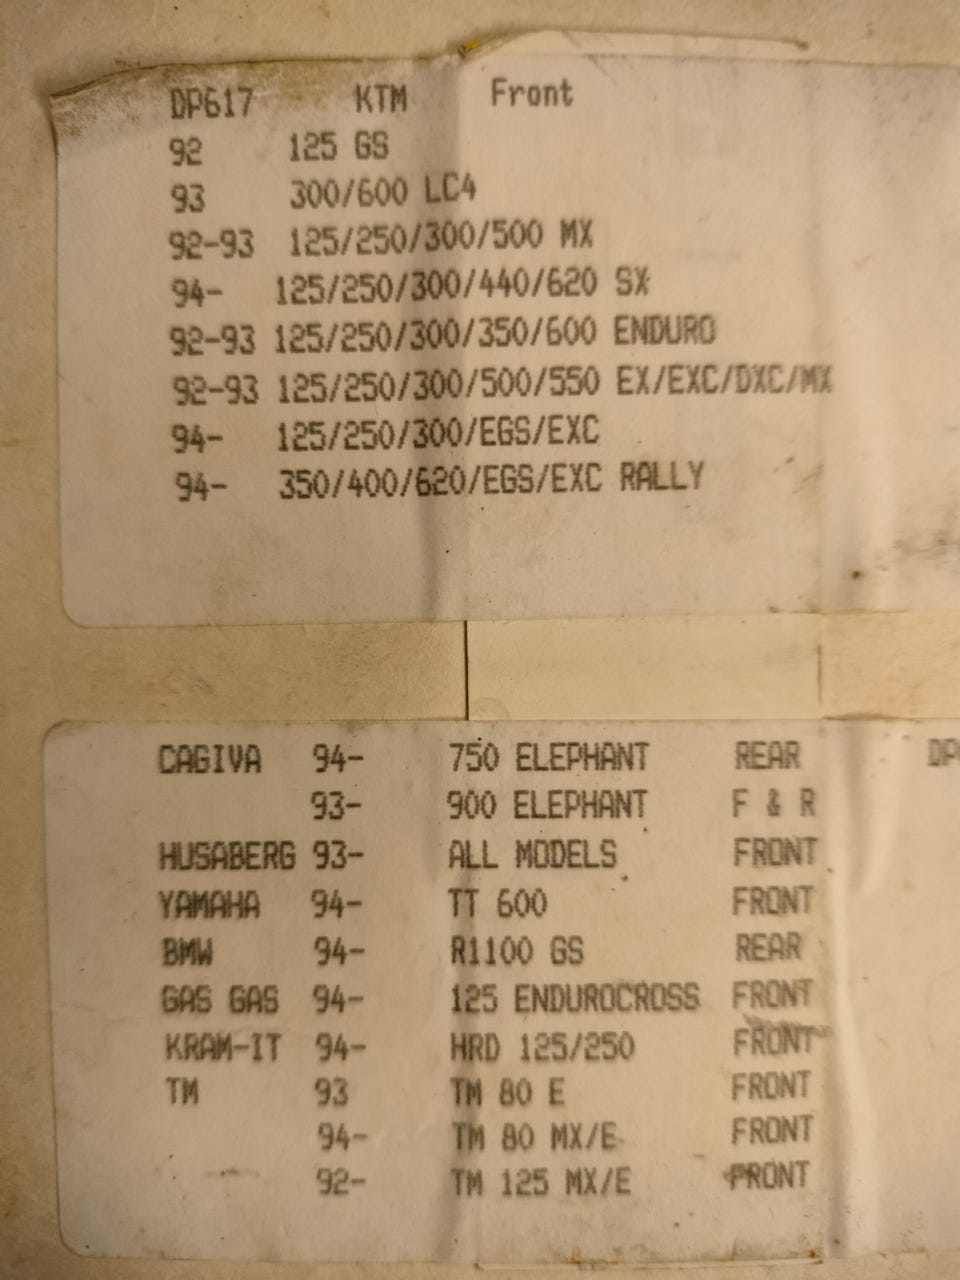 DP617 KTM Front
92 125 GS
93 300/600 LC4
92-93 125/250/300/500 MX
94- 125/250/300/440/620 SX
92-93 125/250/300/350/600 ENDURO
92-93 125/250/300/500/550 EX/EXC/DXC/MX
94- 125/250/300/EGS/EXC
94- 350/400/620/EGS/EXC RALLY
CAGIVA 94- 750 ELEPHANT REAR
93- 900 ELEPHANT F & R
HUSABERG 93- ALL MODELS FRONT
YAMAHA 94- TT 600 FRONT
BMW 94- R1100 GS REAR
GAS GAS 94- 125 ENDUROCROSS FRONT
KRAM-IT 94- HRD 125/250 FRONT
TM 93 TM 80 E FRONT
94- TM 80 MX/E FRONT
92- TM 125 MX/E FRONT